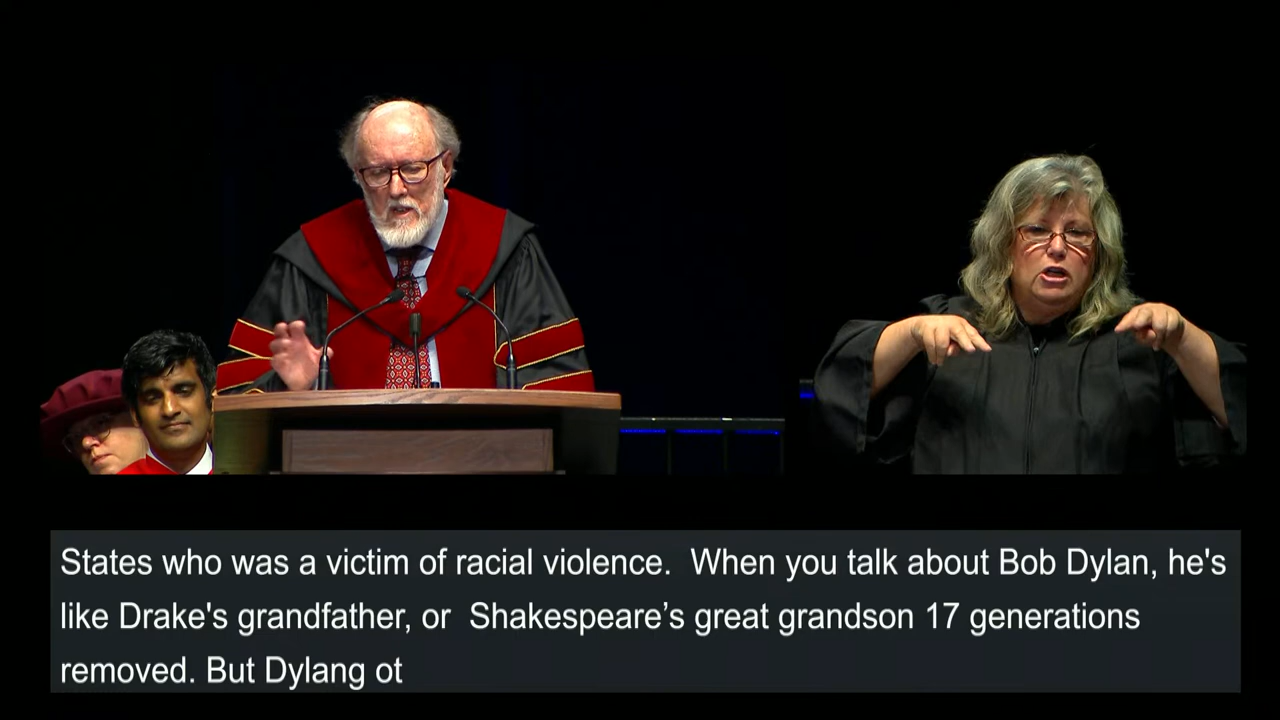 States who was a victim of racial violence.  When you talk about Bob Dylan, he's
like Drake's grandfather, or  Shakespeare’s great grandson 17 generations
removed. But Dylang ot